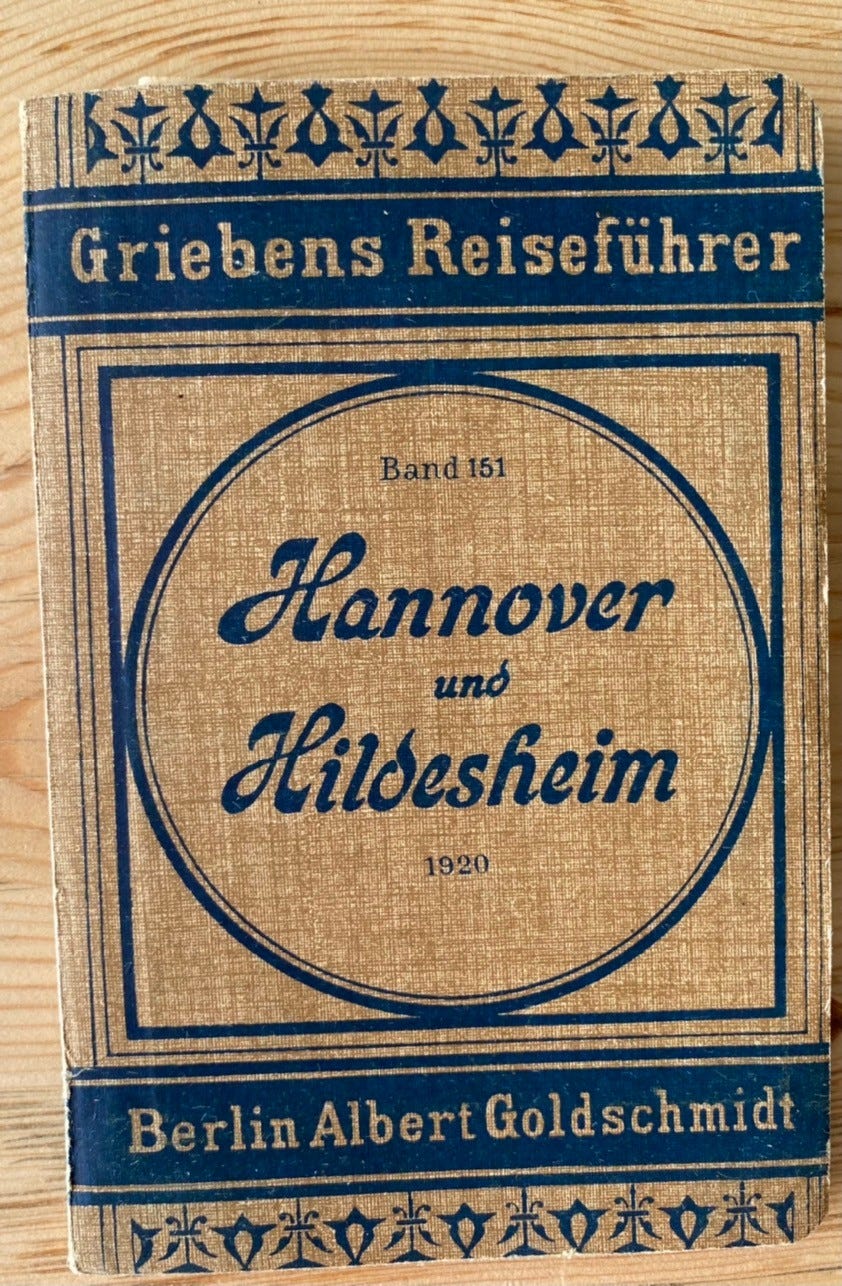 Griebens Reiseführer
Band 151
Hannover
und
Hildesheim
1920
Berlin Albert Goldschmidt